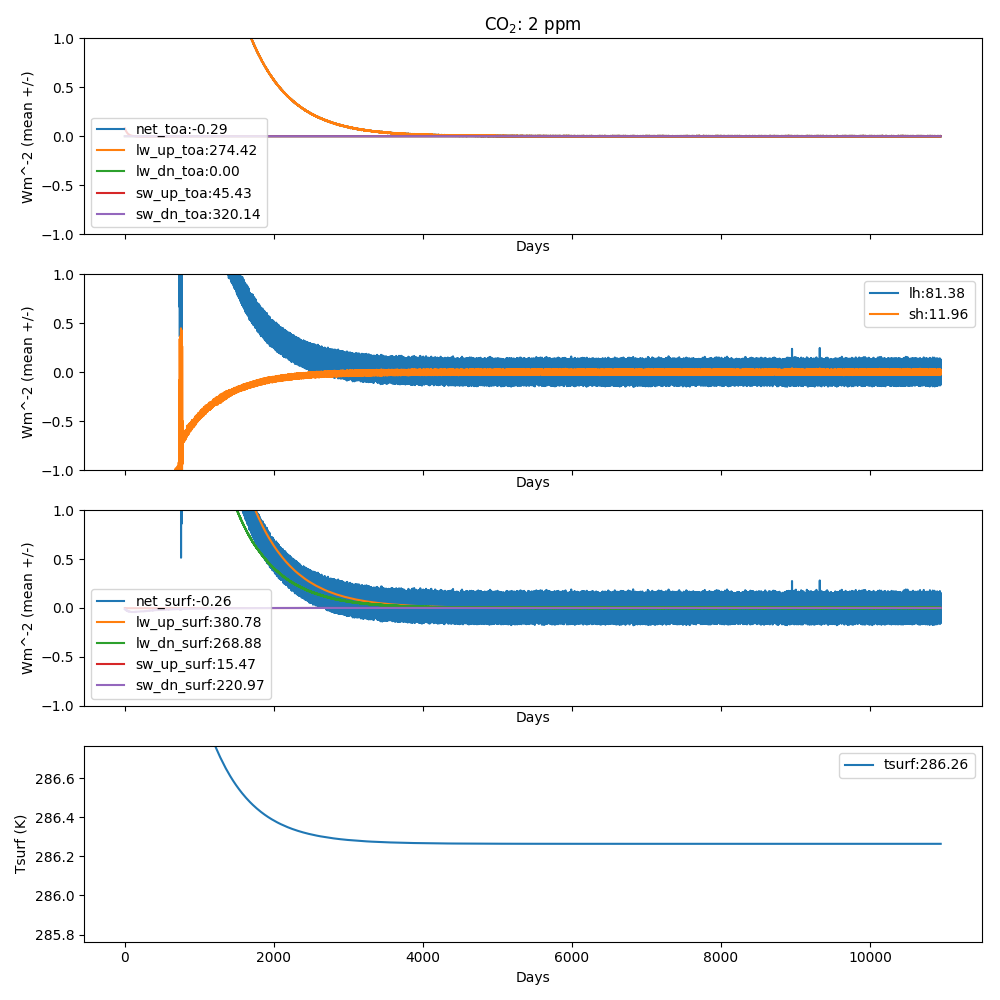 CO₂: 2 ppm
1.0
0.5
0.0
−0.5
−1.0
Wm^-2 (mean +/-)
net_toa:-0.29
lw_up_toa:274.42
lw_dn_toa:0.00
sw_up_toa:45.43
sw_dn_toa:320.14
Days
1.0
0.5
0.0
−0.5
−1.0
Wm^-2 (mean +/-)
lh:81.38
sh:11.96
Days
1.0
0.5
0.0
−0.5
−1.0
Wm^-2 (mean +/-)
net_surf:-0.26
lw_up_surf:380.78
lw_dn_surf:268.88
sw_up_surf:15.47
sw_dn_surf:220.97
Days
286.6
286.4
286.2
286.0
285.8
Tsurf (K)
tsurf:286.26
0 2000 4000 6000 8000 10000
Days